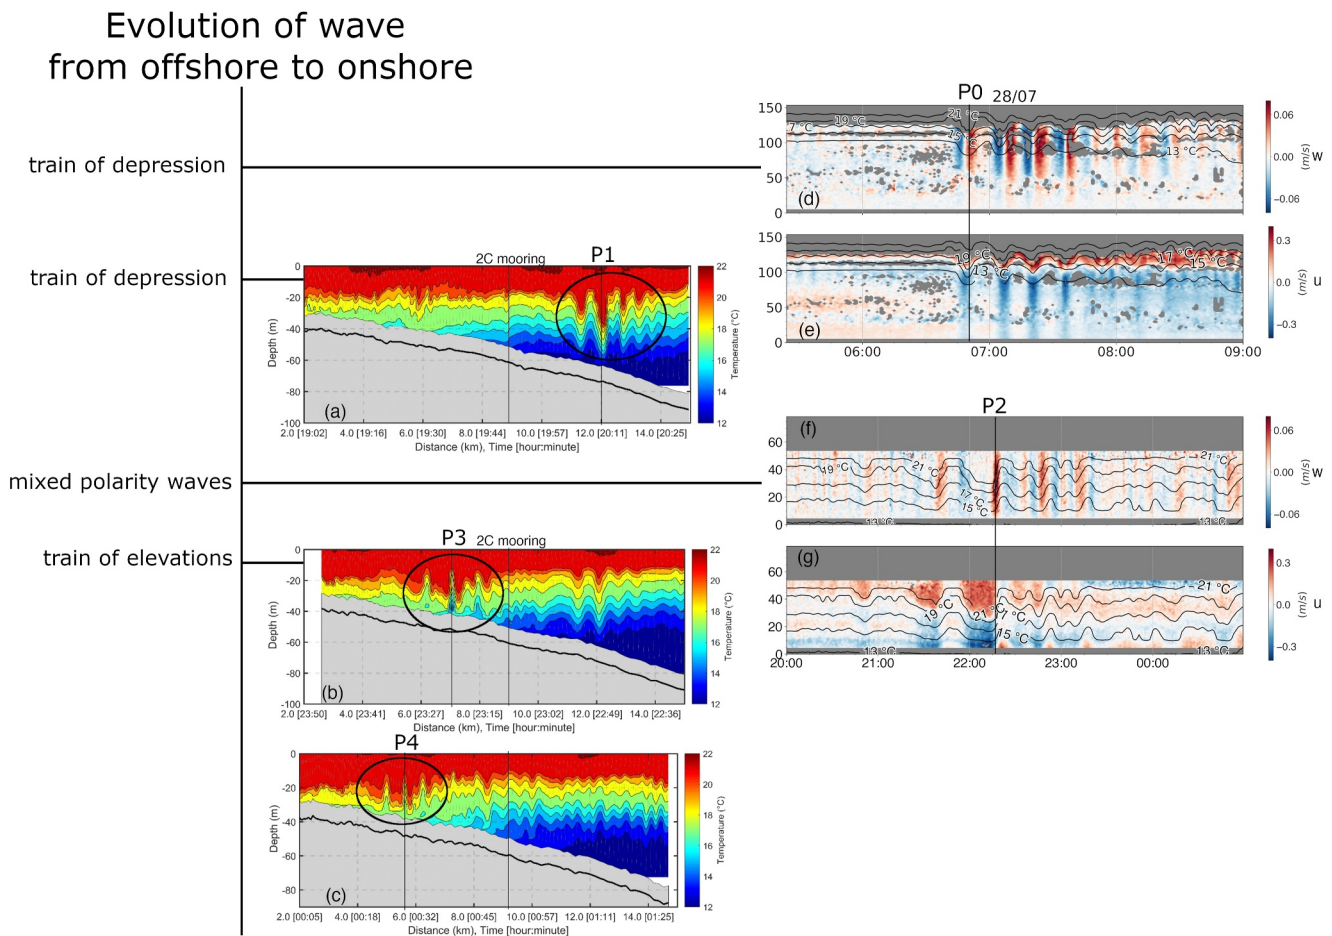 Evolution of wave
from offshore to onshore
train of depression
train of depression
mixed polarity waves
train of elevations
P0 28/07
150
100
50
0
21 °C
19 °C
7 °C
15 °C
13 °C
(d)
0.06
0.00
−0.06
(m/s) w
150
100
50
0
19 °C
13 °C
17 °C
15 °C
(e)
0.3
0.0
−0.3
(m/s) u
06:00 07:00 08:00 09:00
2C mooring P1
0
-20
-40
-60
-80
-100
Depth (m)
(a)
22
20
18
16
14
12
Temperature (°C)
2.0 [19:02] 4.0 [19:16] 6.0 [19:30] 8.0 [19:44] 10.0 [19:57] 12.0 [20:11] 14.0 [20:25]
Distance (km), Time [hour:minute]
P2
(f)
60
40
20
0
19 °C
21 °C
17 °C
15 °C
13 °C
21 °C
13 °C
0.06
0.00
−0.06
(m/s) w
(g)
60
40
20
0
19 °C
21 °C
15 °C
13 °C
21 °C
13 °C
0.3
0.0
−0.3
(m/s) u
20:00 21:00 22:00 23:00 00:00
P3 2C mooring
0
-20
-40
-60
-80
-100
Depth (m)
(b)
22
20
18
16
14
12
Temperature (°C)
2.0 [23:50] 4.0 [23:41] 6.0 [23:27] 8.0 [23:15] 10.0 [23:02] 12.0 [22:49] 14.0 [22:36]
Distance (km), Time [hour:minute]
P4
0
-20
-40
-60
-80
Depth (m)
(c)
22
20
18
16
14
12
Temperature (°C)
2.0 [00:05] 4.0 [00:18] 6.0 [00:32] 8.0 [00:45] 10.0 [00:57] 12.0 [01:11] 14.0 [01:25]
Distance (km), Time [hour:minute]